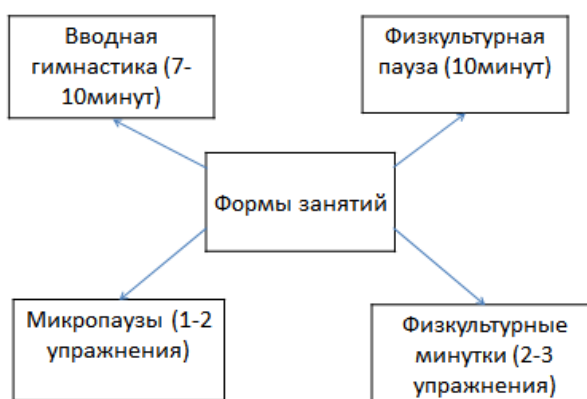 Вводная
гимнастика (7-
10минут)
Физкультурная
пауза (10минут)
Формы занятий
Микропаузы (1-2
упражнения)
Физкультурные
минутки (2-3
упражнения)